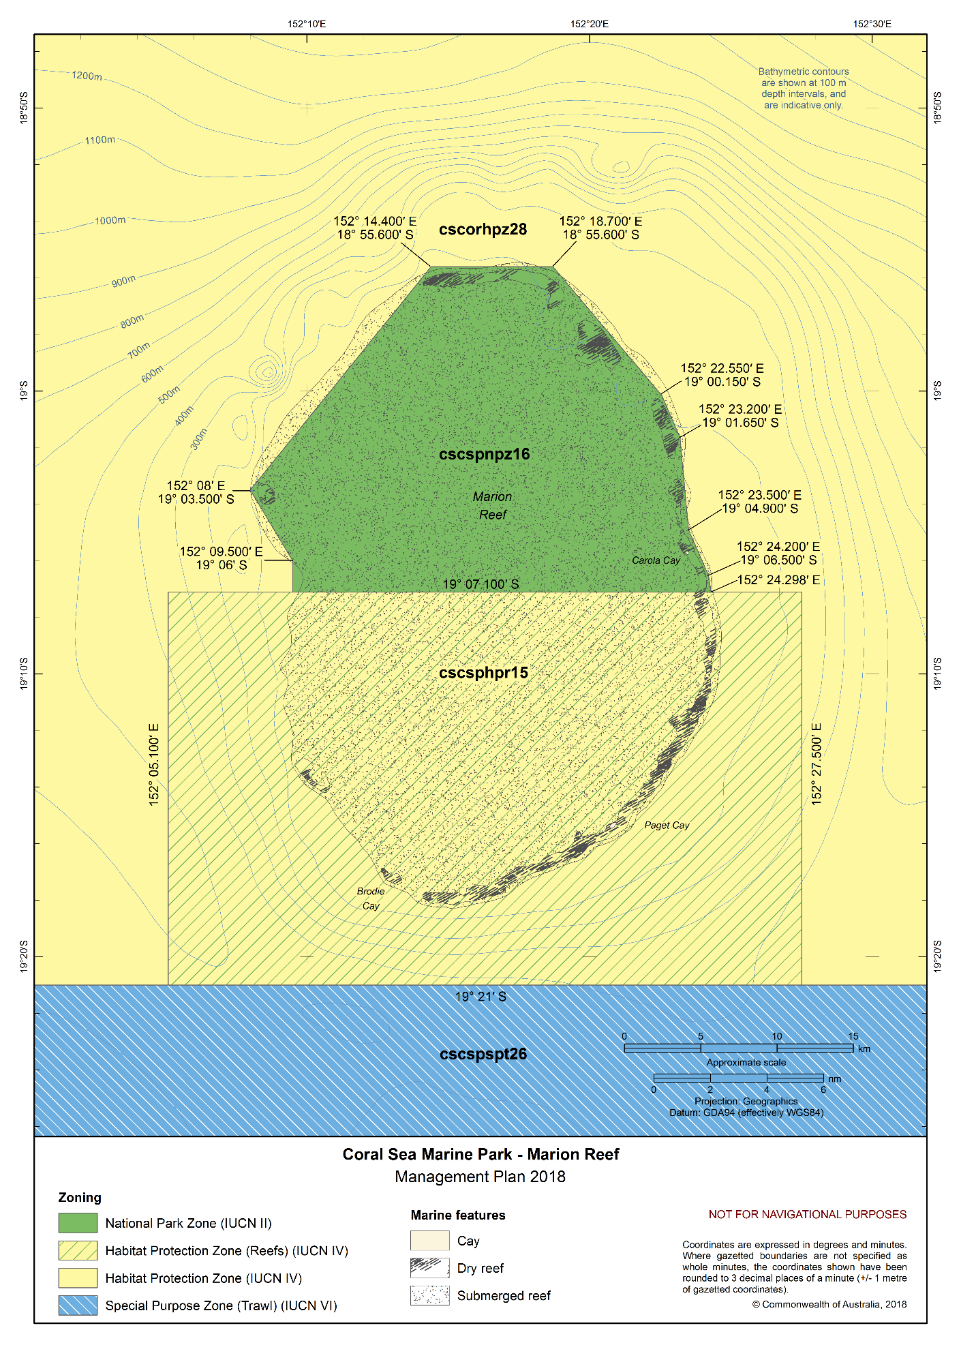 152°10'E
152°20'E
152°30'E
1200m
Bathymetric contours
are shown at 100 m
depth intervals, and
are indicative only.
18°50'S
18°50'S
1100m
1000m
152° 14.400' E
18° 55.600' S
cscorhpz28
152° 18.700' E
18° 55.600' S
900m
800m
700m
600m
500m
400m
300m
152° 22.550' E
19° 00.150' S
19°S
19°S
152° 23.200' E
19° 01.650' S
cscspnpz16
Marion
Reef
152° 08' E
19° 03.500' S
152° 23.500' E
19° 04.900' S
152° 09.500' E
19° 06' S
Carola Cay
152° 24.200' E
19° 06.500' S
19° 07.100' S
152° 24.298' E
cscsphpr15
19°10'S
19°10'S
152° 05.100' E
152° 27.500' E
Paget Cay
Brodie
Cay
19°20'S
19°20'S
19° 21' S
cscspspt26
0 5 10 15
km
Approximate scale
nm
0 2 4 6
Projection: Geographics
Datum: GDA94 (effectively WGS84)
Coral Sea Marine Park - Marion Reef
Management Plan 2018
Zoning
National Park Zone (IUCN II)
Habitat Protection Zone (Reefs) (IUCN IV)
Habitat Protection Zone (IUCN IV)
Special Purpose Zone (Trawl) (IUCN VI)
Marine features
Cay
Dry reef
Submerged reef
NOT FOR NAVIGATIONAL PURPOSES
Coordinates are expressed in degrees and minutes.
Where gazetted boundaries are not specified as
whole minutes, the coordinates shown have been
rounded to 3 decimal places of a minute (+/- 1 metre
of gazetted coordinates).
© Commonwealth of Australia, 2018